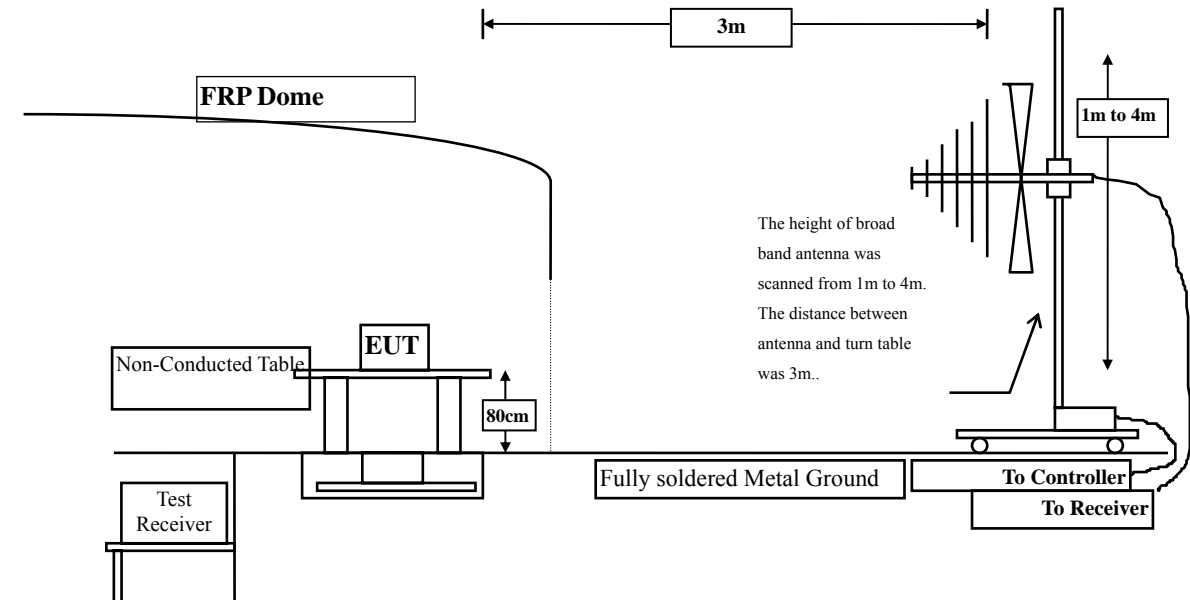 3m
FRP Dome
1m to 4m
The height of broad
band antenna was
scanned from 1m to 4m.
The distance between
antenna and turn table
was 3m..
EUT
Non-Conducted Table
80cm
Fully soldered Metal Ground
To Controller
To Receiver
Test
Receiver